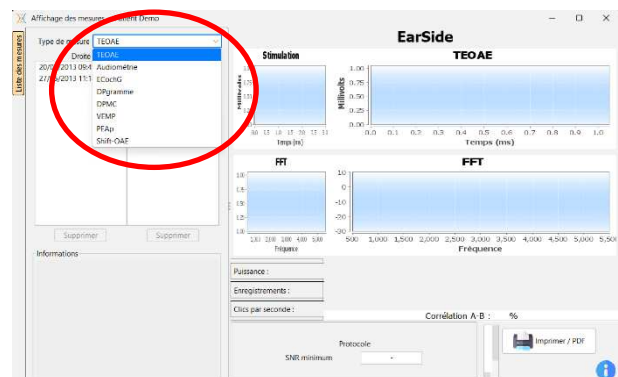 Affichage des mesures
Client Demo
Liste des mesures
Type de mesure
TEOAE
Droite
TEOAE
Audiométrie
ECochG
DPgramme
DPMC
VEMP
PEAp
Shift-OAE
Supprimer
Supprimer
Informations
EarSide
Stimulation
TEOAE
Millivolts
1.00
0.75
0.50
0.25
0.00
0.0 0.1 0.2 0.3 0.4 0.5 0.6 0.7 0.8 0.9 1.0
Temps (ms)
FFT
FFT
10
0
-10
-20
-30
500 1,000 1,500 2,000 2,500 3,000 3,500 4,000 4,500 5,000 5,500
Fréquence
Fréquence
Puissance :
Enregistrements :
Clics par seconde :
Corrélation A-B : %
Protocole
SNR minimum -
Imprimer / PDF